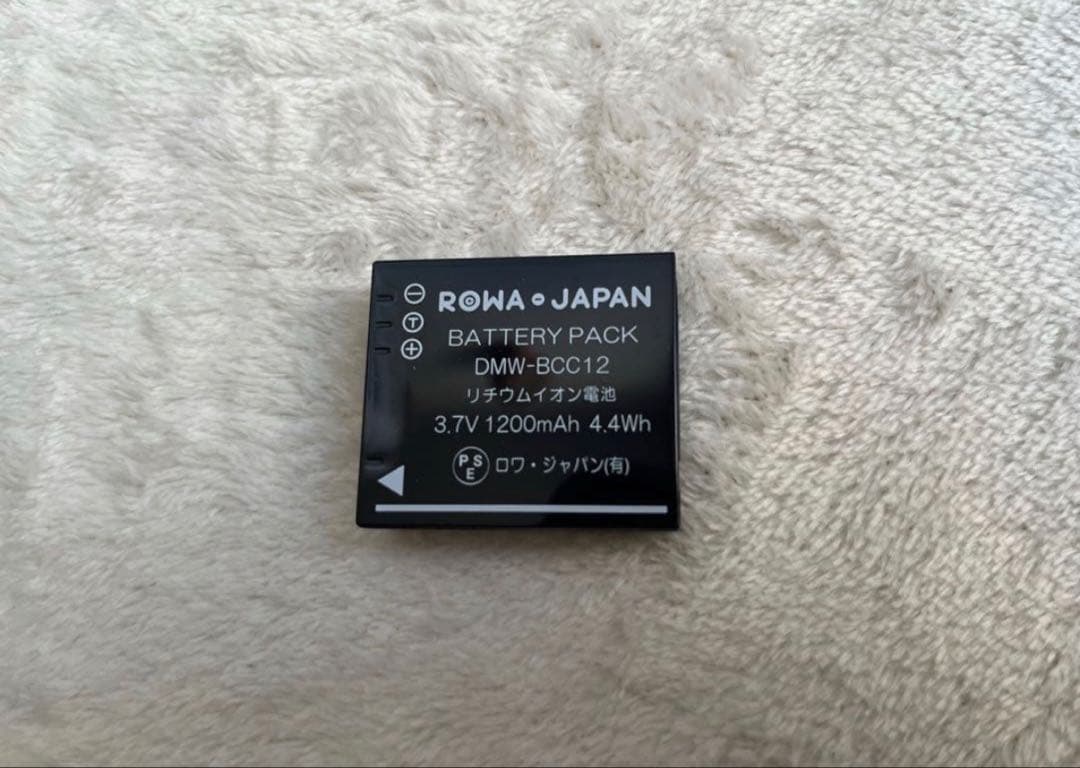 ROWA JAPAN
BATTERY PACK
DMW-BCC12
リチウムイオン電池
3.7V 1200mAh 4.4Wh
PSE ロワ・ジャパン(有)
⊖
T
⊕